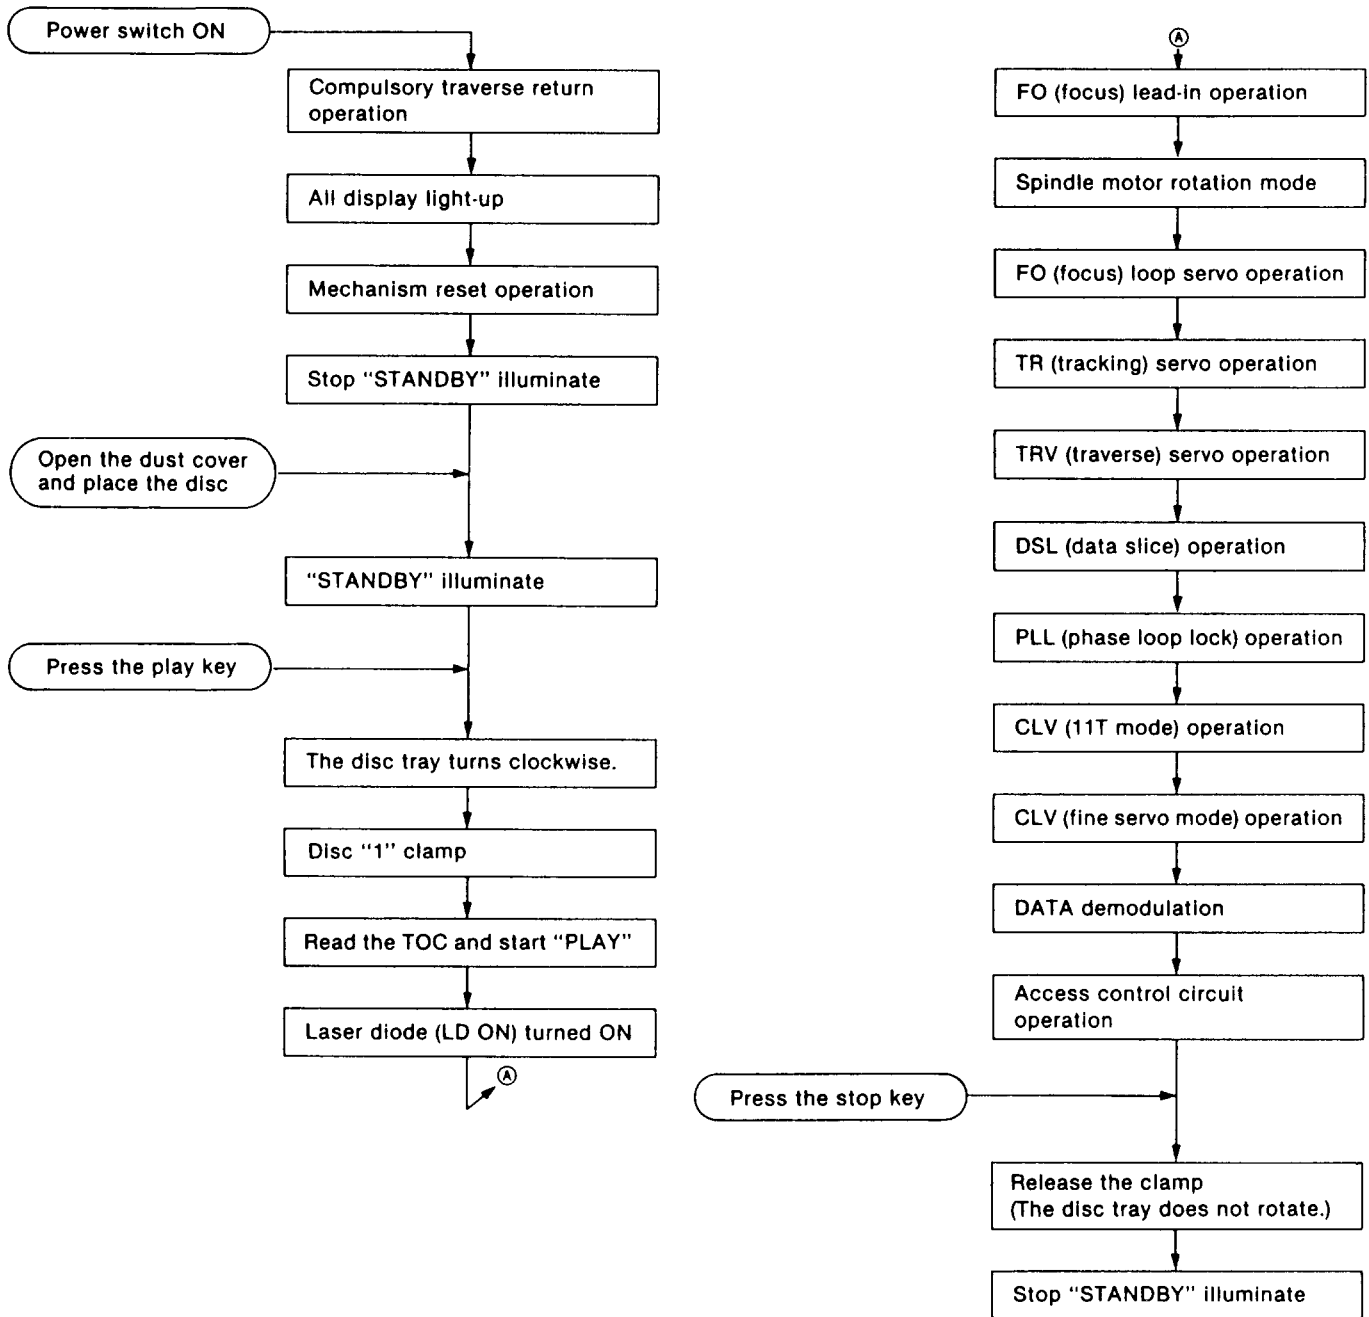 Power switch ON
Compulsory traverse return
operation
All display light-up
Mechanism reset operation
Stop “STANDBY” illuminate
Open the dust cover
and place the disc
“STANDBY” illuminate
Press the play key
The disc tray turns clockwise.
Disc “1” clamp
Read the TOC and start “PLAY”
Laser diode (LD ON) turned ON
Ⓐ
Ⓐ
FO (focus) lead-in operation
Spindle motor rotation mode
FO (focus) loop servo operation
TR (tracking) servo operation
TRV (traverse) servo operation
DSL (data slice) operation
PLL (phase loop lock) operation
CLV (11T mode) operation
CLV (fine servo mode) operation
DATA demodulation
Access control circuit
operation
Press the stop key
Release the clamp
(The disc tray does not rotate.)
Stop “STANDBY” illuminate